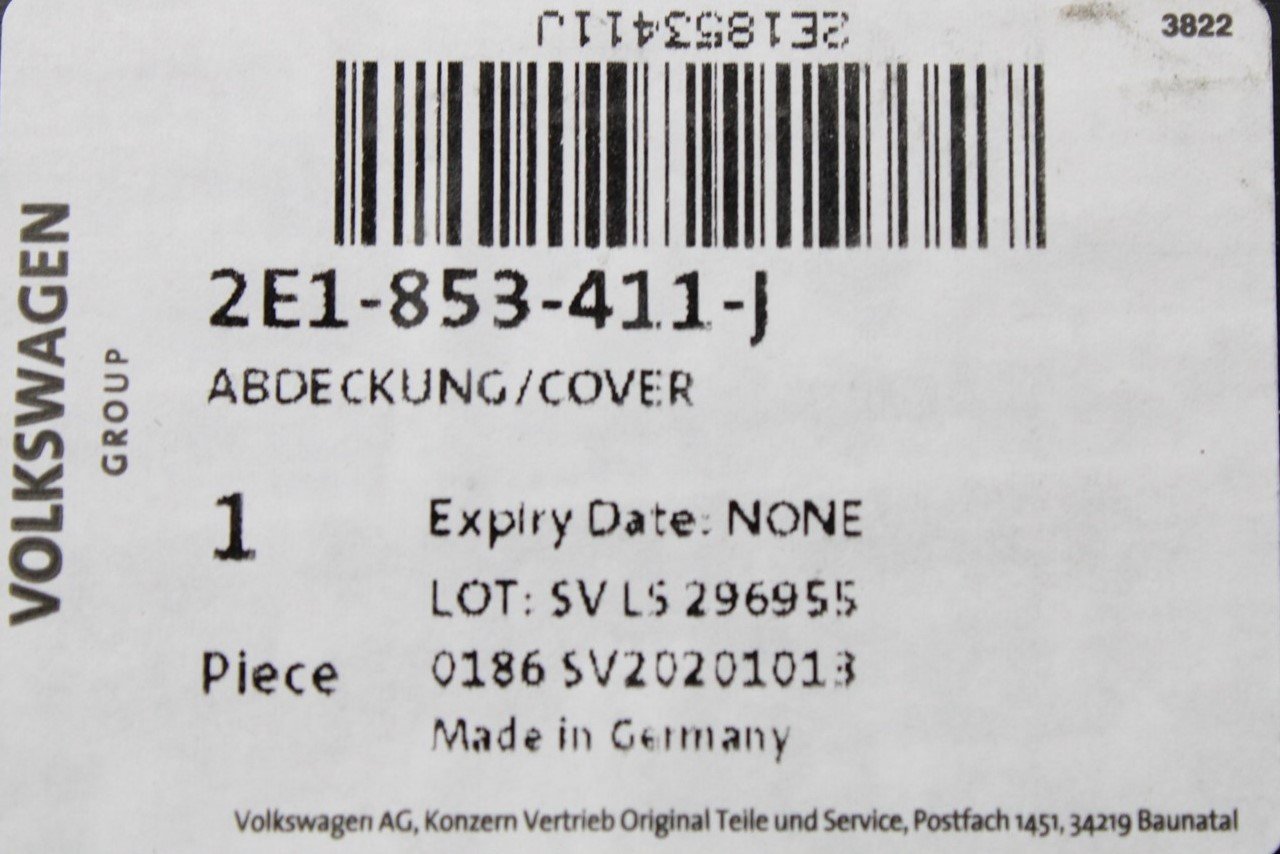 2E1853411J
3822
VOLKSWAGEN
GROUP
2E1-853-411-J
ABDECKUNG/COVER
1
Expiry Date: NONE
LOT: SV LS 296955
Piece
0186 SV20201013
Made in Germany
Volkswagen AG, Konzern Vertrieb Original Teile und Service, Postfach 1451, 34219 Baunatal